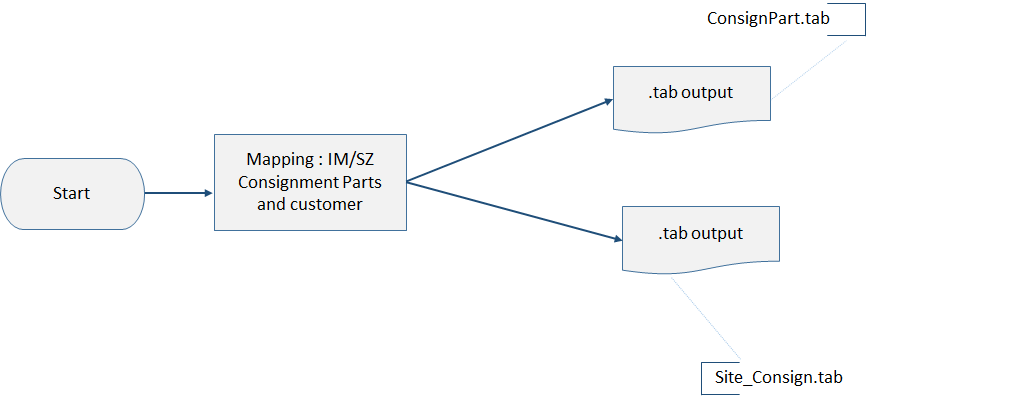 ConsignPart.tab
.tab output
Mapping : IM/SZ
Consignment Parts
and customer
Start
.tab output
Site_Consign.tab